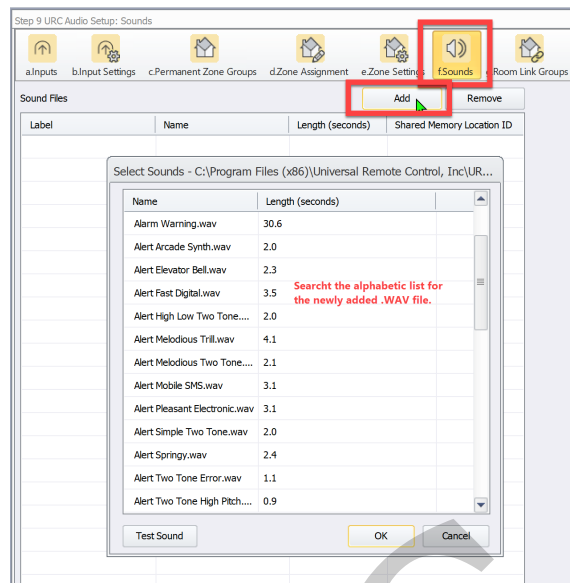 Step 9 URC Audio Setup: Sounds
a.Inputs b.Input Settings c.Permanent Zone Groups d.Zone Assignment e.Zone Settings f.Sounds Room Link Groups
Sound Files Add Remove
Label Name Length (seconds) Shared Memory Location ID
Select Sounds - C:\Program Files (x86)\Universal Remote Control, Inc\UR...
Name Length (seconds)
Alarm Warning.wav 30.6
Alert Arcade Synth.wav 2.0
Alert Elevator Bell.wav 2.3
Searcht the alphabetic list for
Alert Fast Digital.wav 3.5
the newly added .WAV file.
Alert High Low Two Tone.... 2.0
Alert Melodious Trill.wav 4.1
Alert Melodious Two Tone.... 2.1
Alert Mobile SMS.wav 3.1
Alert Pleasant Electronic.wav 3.1
Alert Simple Two Tone.wav 2.0
Alert Springy.wav 2.4
Alert Two Tone Error.wav 1.1
Alert Two Tone High Pitch.... 0.9
Test Sound OK Cancel